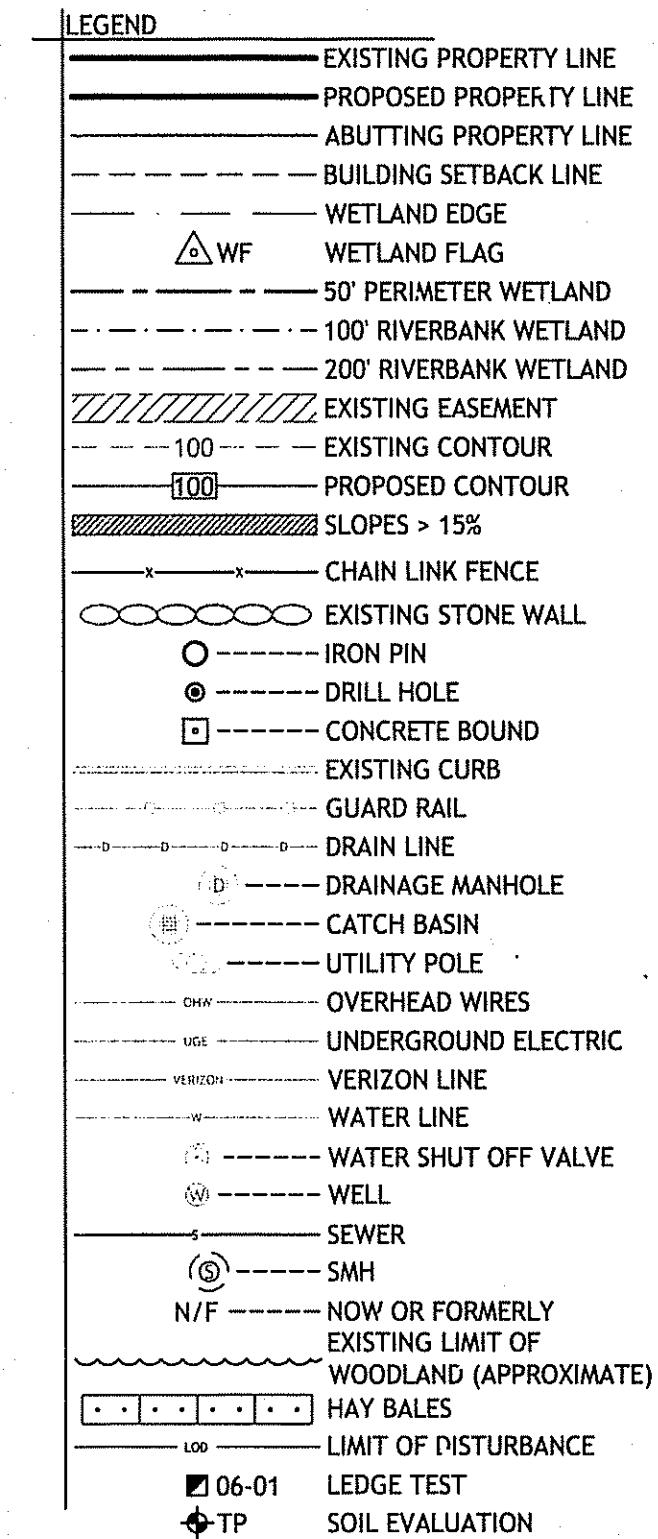 LEGEND
EXISTING PROPERTY LINE
PROPOSED PROPERTY LINE
ABUTTING PROPERTY LINE
BUILDING SETBACK LINE
WETLAND EDGE
WF WETLAND FLAG
50' PERIMETER WETLAND
100' RIVERBANK WETLAND
200' RIVERBANK WETLAND
EXISTING EASEMENT
100 EXISTING CONTOUR
100 PROPOSED CONTOUR
SLOPES > 15%
x x CHAIN LINK FENCE
EXISTING STONE WALL
IRON PIN
DRILL HOLE
CONCRETE BOUND
EXISTING CURB
GUARD RAIL
D D D D DRAIN LINE
D DRAINAGE MANHOLE
CATCH BASIN
UTILITY POLE
OHW OVERHEAD WIRES
UGE UNDERGROUND ELECTRIC
VERIZON VERIZON LINE
W WATER LINE
WATER SHUT OFF VALVE
W WELL
S SEWER
S SMH
N/F NOW OR FORMERLY
EXISTING LIMIT OF
WOODLAND (APPROXIMATE)
HAY BALES
LOD LIMIT OF DISTURBANCE
06-01 LEDGE TEST
TP SOIL EVALUATION